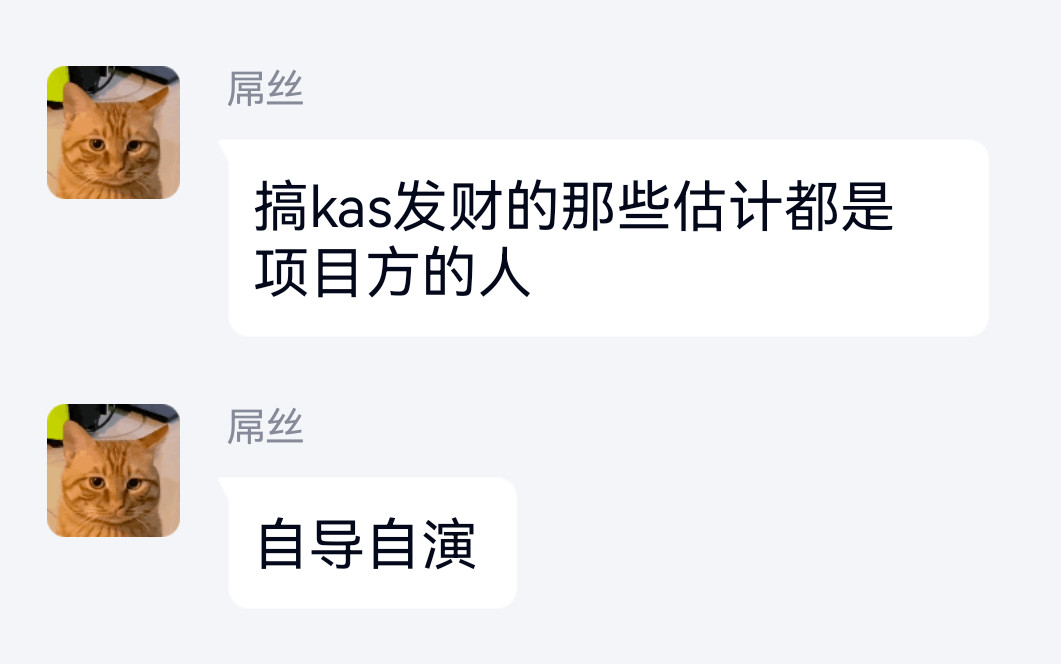 屌丝
搞kas发财的那些估计都是
项目方的人
屌丝
自导自演